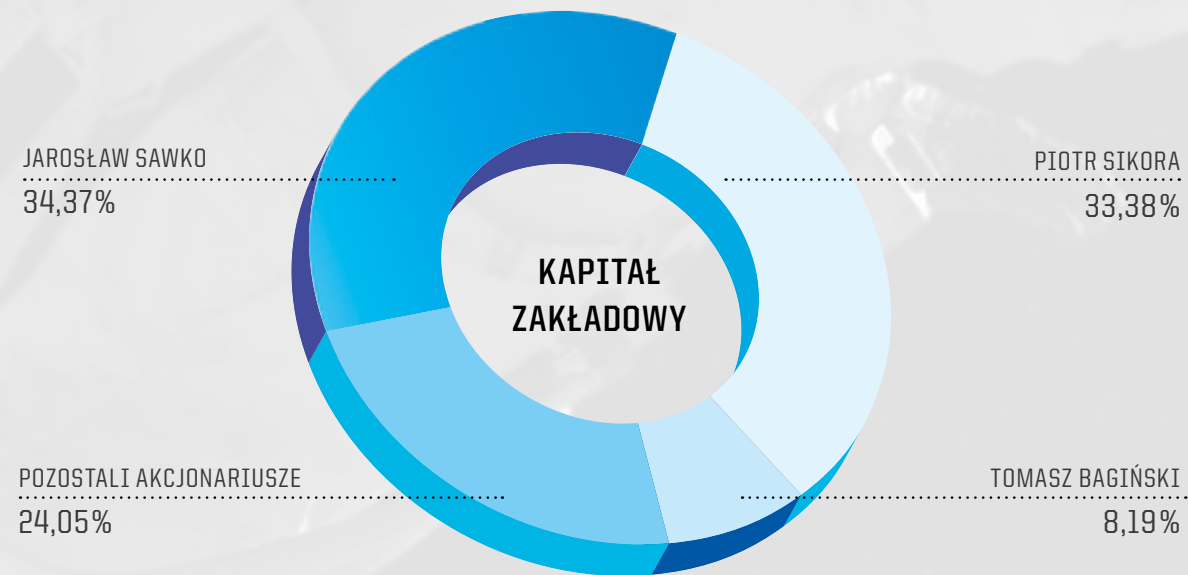 JAROSŁAW SAWKO
34,37%
PIOTR SIKORA
33,38%
KAPITAŁ
ZAKŁADOWY
POZOSTALI AKCJONARIUSZE
24,05%
TOMASZ BAGIŃSKI
8,19%